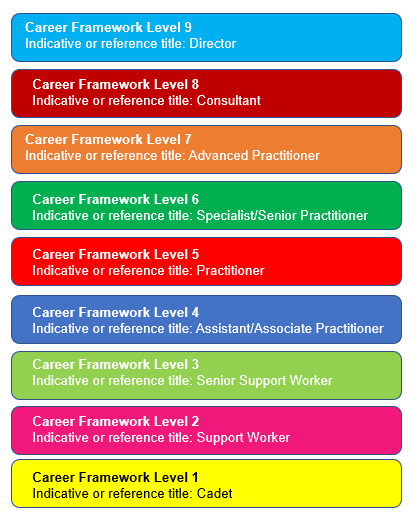 Career Framework Level 9
Indicative or reference title: Director
Career Framework Level 8
Indicative or reference title: Consultant
Career Framework Level 7
Indicative or reference title: Advanced Practitioner
Career Framework Level 6
Indicative or reference title: Specialist/Senior Practitioner
Career Framework Level 5
Indicative or reference title: Practitioner
Career Framework Level 4
Indicative or reference title: Assistant/Associate Practitioner
Career Framework Level 3
Indicative or reference title: Senior Support Worker
Career Framework Level 2
Indicative or reference title: Support Worker
Career Framework Level 1
Indicative or reference title: Cadet